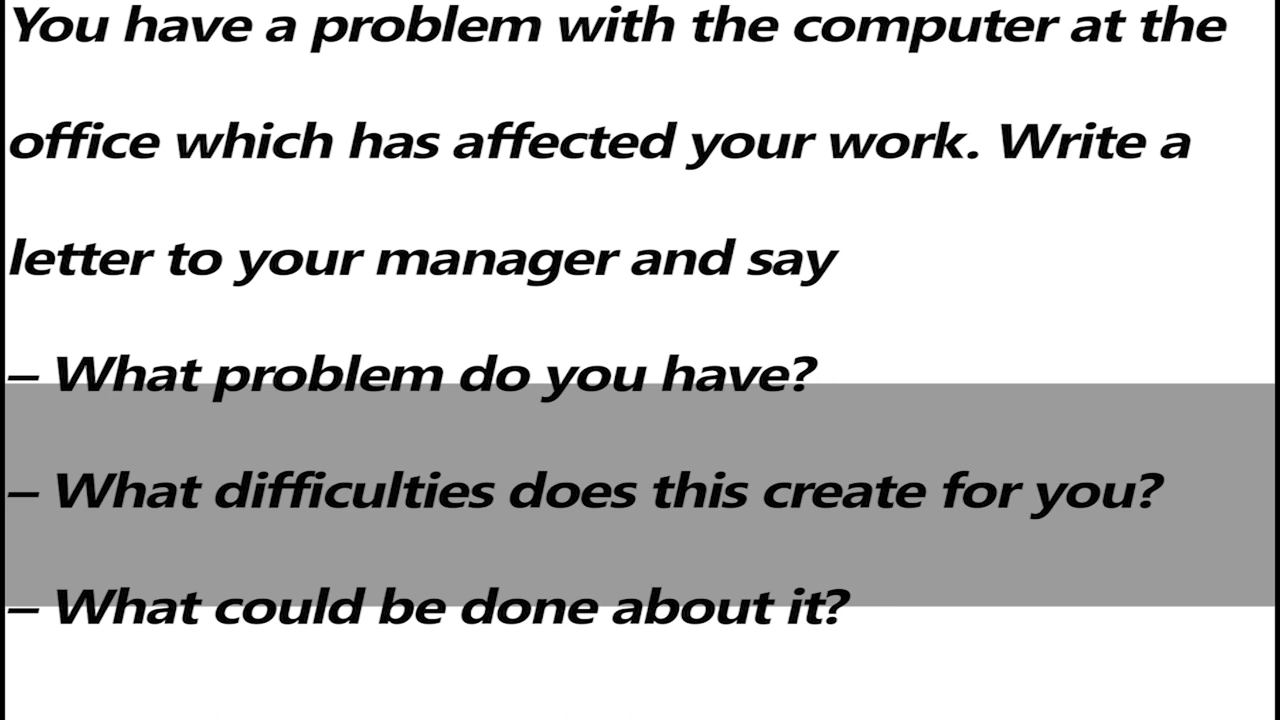 You have a problem with the computer at the
office which has affected your work. Write a
letter to your manager and say
– What problem do you have?
– What difficulties does this create for you?
– What could be done about it?